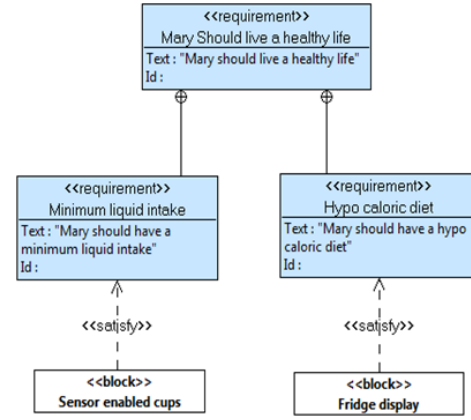 <<requirement>>
Mary Should live a healthy life
Text : "Mary should live a healthy life"
Id :
<<requirement>>
Minimum liquid intake
Text : "Mary should have a
minimum liquid intake"
Id :
<<requirement>>
Hypo caloric diet
Text : "Mary should have a hypo
caloric diet"
Id :
<<satisfy>>
<<satisfy>>
<<block>>
Sensor enabled cups
<<block>>
Fridge display